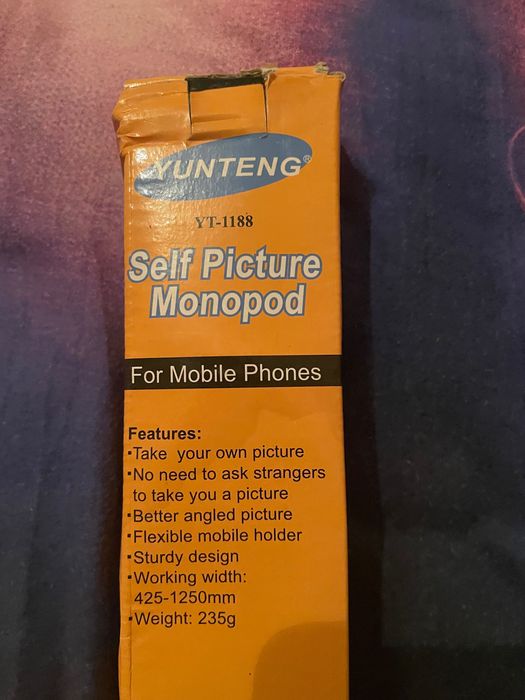 YUNTENG®
YT-1188
Self Picture
Monopod
For Mobile Phones
Features:
▪Take your own picture
▪No need to ask strangers
to take you a picture
▪Better angled picture
▪Flexible mobile holder
▪Sturdy design
▪Working width:
425-1250mm
▪Weight: 235g